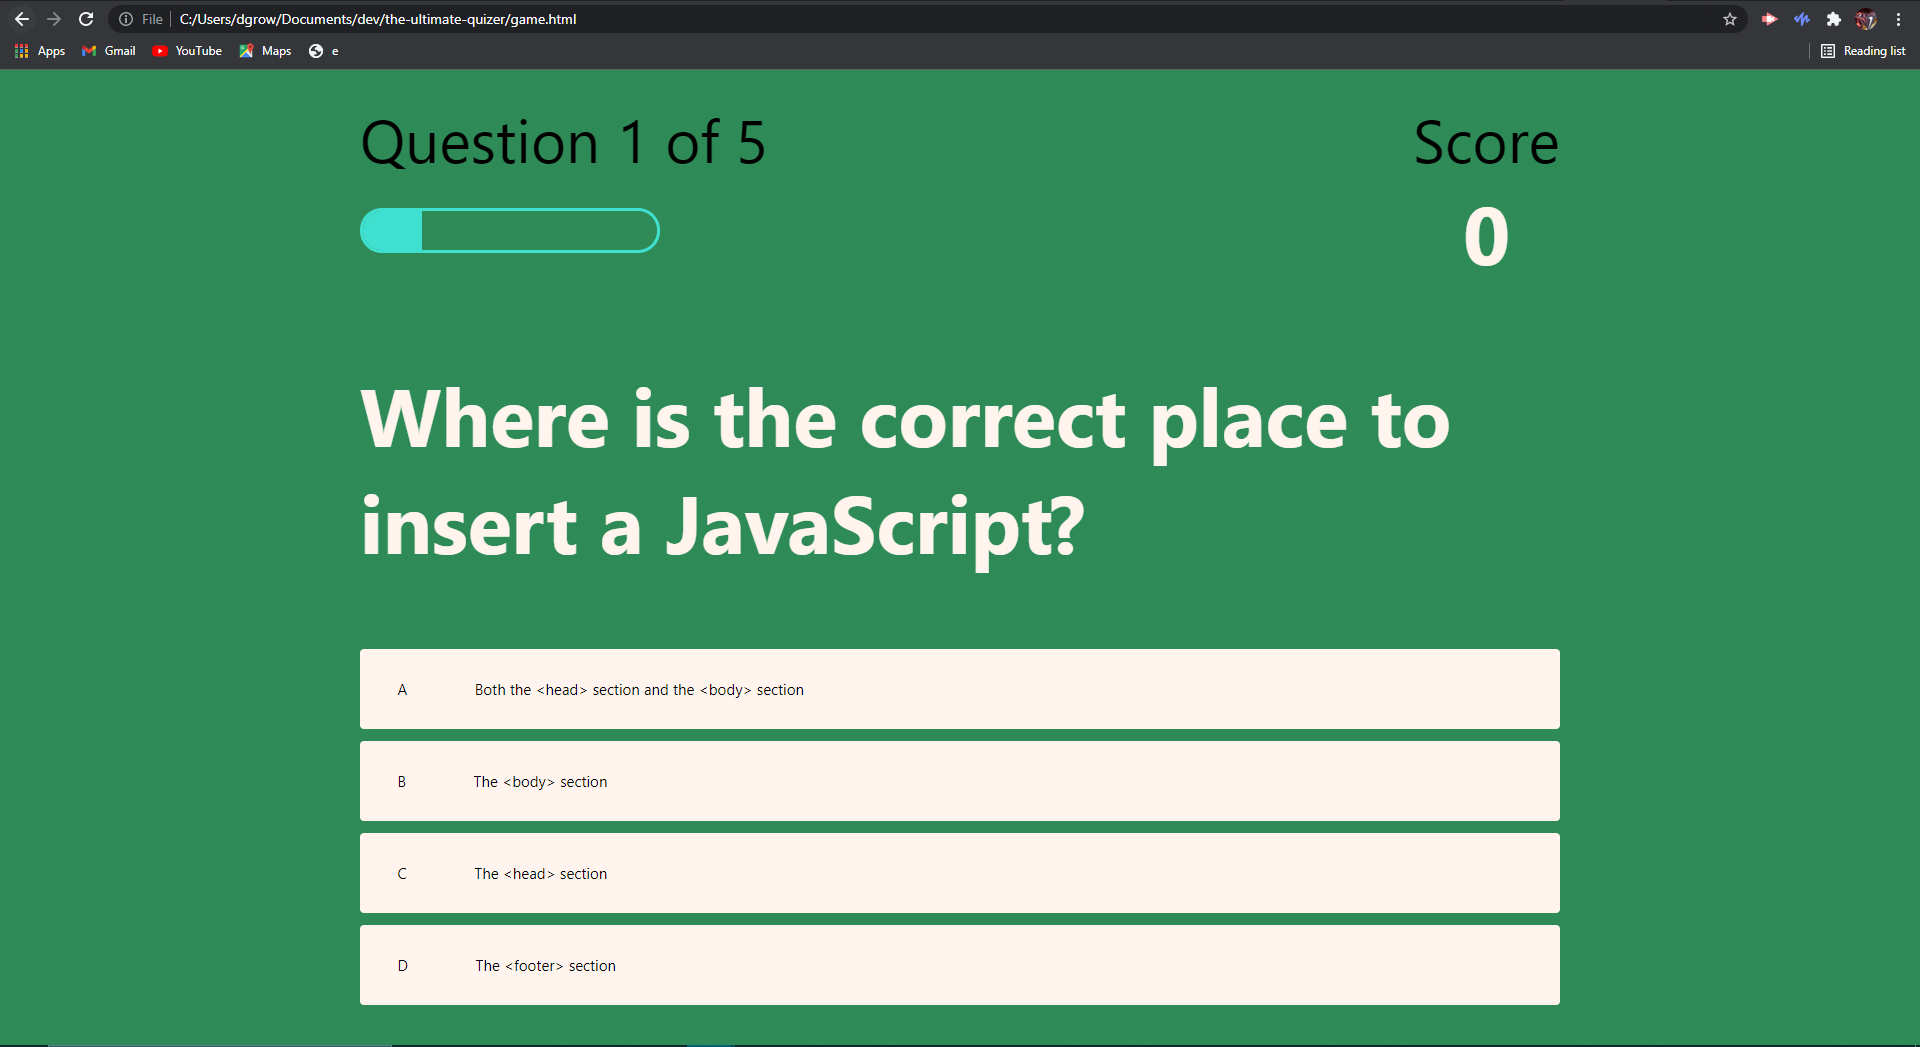 File C:/Users/dgrow/Documents/dev/the-ultimate-quizer/game.html
Apps Gmail YouTube Maps e Reading list
Question 1 of 5 Score
0
Where is the correct place to
insert a JavaScript?
A Both the <head> section and the <body> section
B The <body> section
C The <head> section
D The <footer> section